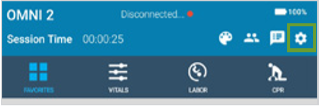 OMNI 2 Disconnected... 100%
Session Time 00:00:25
FAVORITES VITALS LABOR CPR